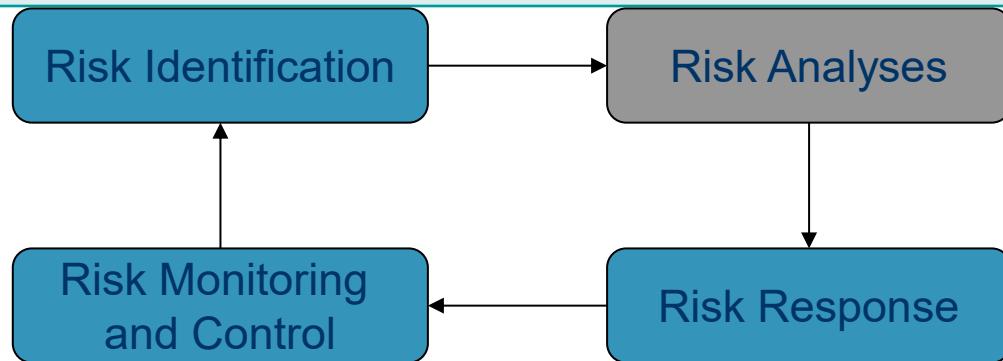 Risk Identification
Risk Analyses
Risk Monitoring
and Control
Risk Response